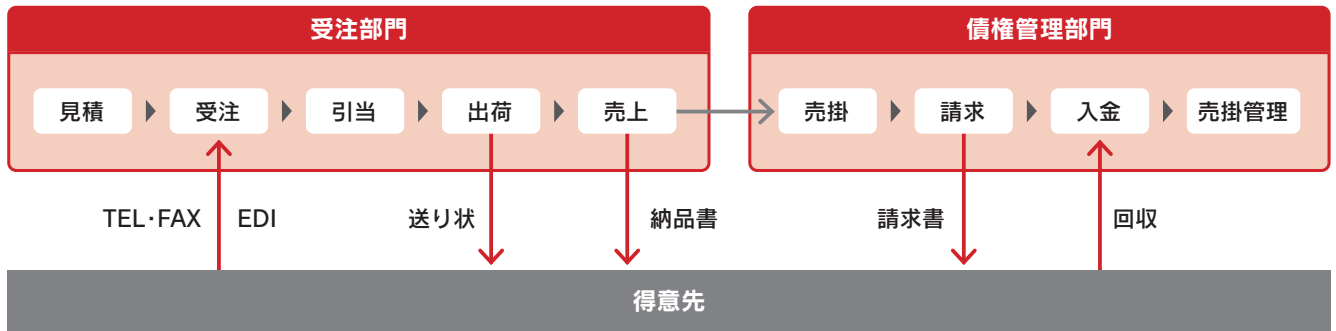 受注部門
見積
受注
引当
出荷
売上
債権管理部門
売掛
請求
入金
売掛管理
TEL・FAX
EDI
送り状
納品書
請求書
回収
得意先